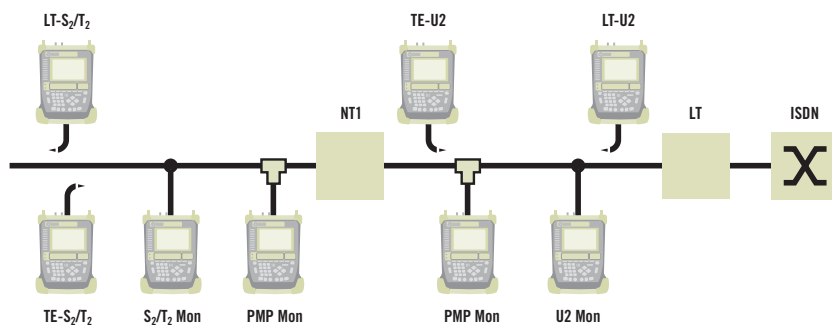 LT-S₂/T₂
TE-U2
LT-U2
NT1
LT
ISDN
TE-S₂/T₂
S₂/T₂ Mon
PMP Mon
PMP Mon
U2 Mon